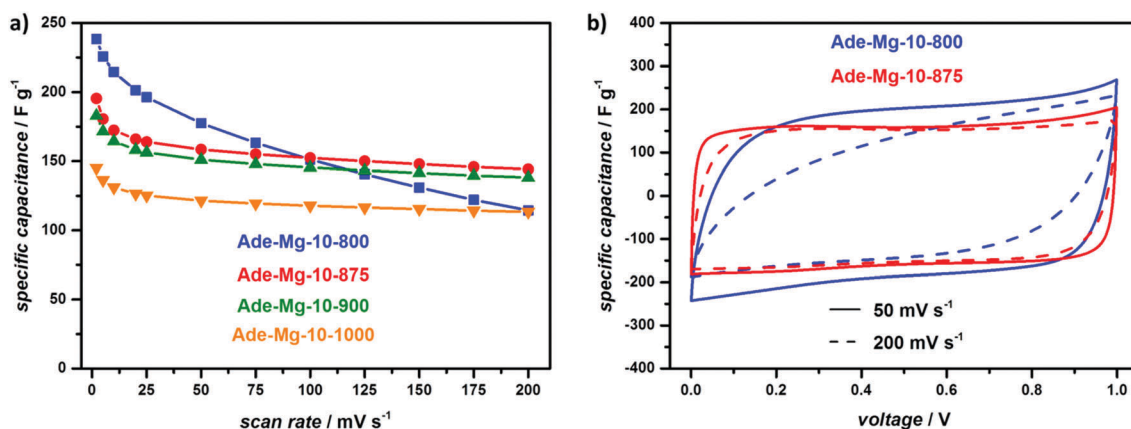 a)
250
200
150
100
50
0
specific capacitance / F g-1
0
25
50
75
100
125
150
175
200
scan rate / mV s-1
Ade-Mg-10-800
Ade-Mg-10-875
Ade-Mg-10-900
Ade-Mg-10-1000
b)
400
300
200
100
0
-100
-200
-300
-400
specific capacitance / F g-1
0.0
0.2
0.4
0.6
0.8
1.0
voltage / V
Ade-Mg-10-800
Ade-Mg-10-875
50 mV s-1
200 mV s-1